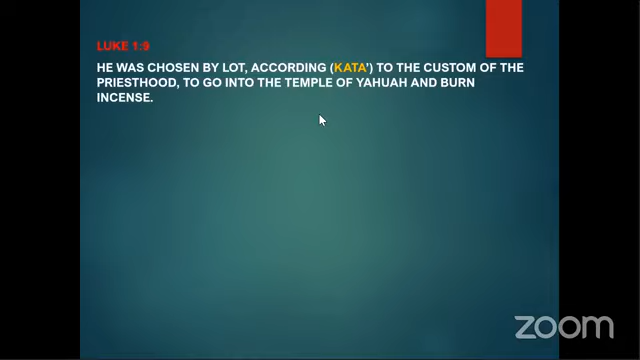 LUKE 1:9
HE WAS CHOSEN BY LOT, ACCORDING (KATA’) TO THE CUSTOM OF THE
PRIESTHOOD, TO GO INTO THE TEMPLE OF YAHUAH AND BURN
INCENSE.
zoom